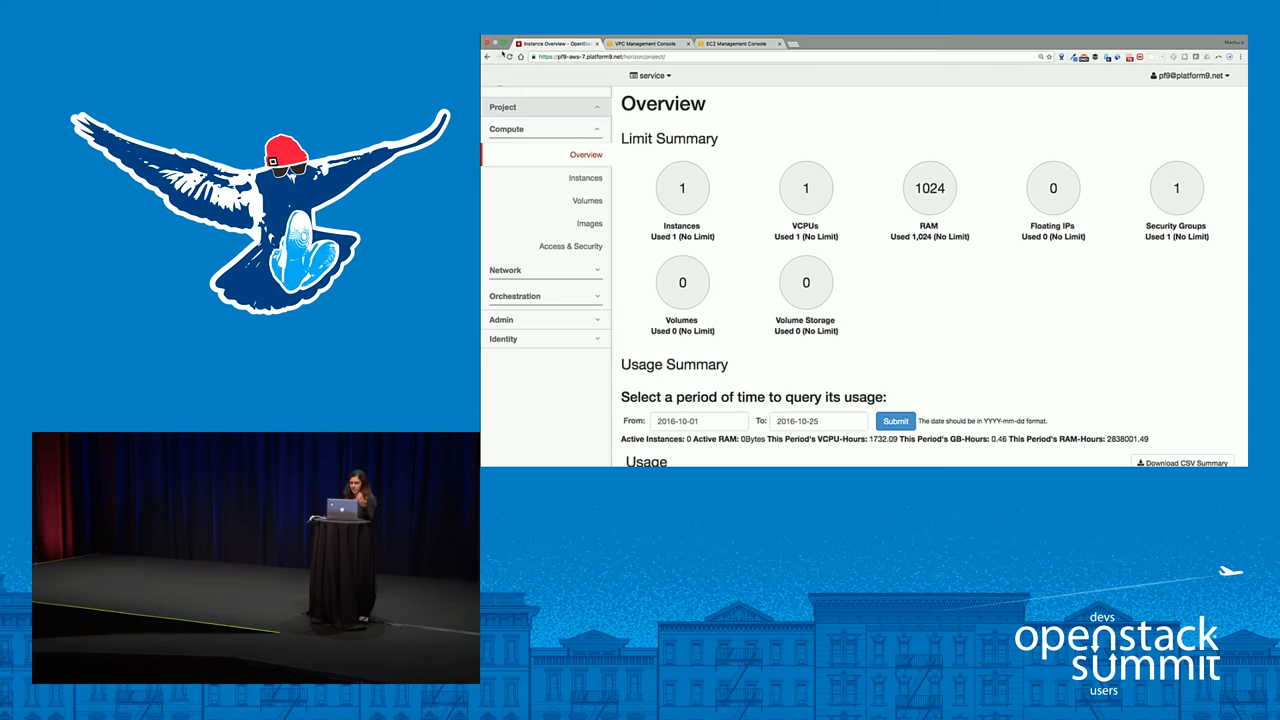 Instance Overview - OpenSta
VPC Management Console
EC2 Management Console
https://pf9-aws-7.platform9.net/horizon/project/
service
pf9@platform9.net
Project
Compute
Overview
Instances
Volumes
Images
Access & Security
Network
Orchestration
Admin
Identity
Overview
Limit Summary
1
1
1024
0
1
Instances
VCPUs
RAM
Floating IPs
Security Groups
Used 1 (No Limit)
Used 1 (No Limit)
Used 1,024 (No Limit)
Used 0 (No Limit)
Used 1 (No Limit)
0
0
Volumes
Volume Storage
Used 0 (No Limit)
Used 0 (No Limit)
Usage Summary
Select a period of time to query its usage:
From: 2016-10-01 To: 2016-10-25 Submit The date should be in YYYY-mm-dd format.
Active Instances: 0 Active RAM: 0Bytes This Period's VCPU-Hours: 1732.09 This Period's GB-Hours: 0.46 This Period's RAM-Hours: 2838001.49
Usage
Download CSV Summary
devs
openstack
summit
users